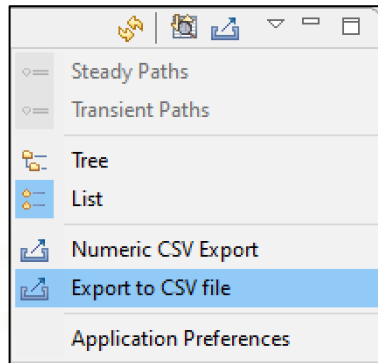 Steady Paths
Transient Paths
Tree
List
Numeric CSV Export
Export to CSV file
Application Preferences